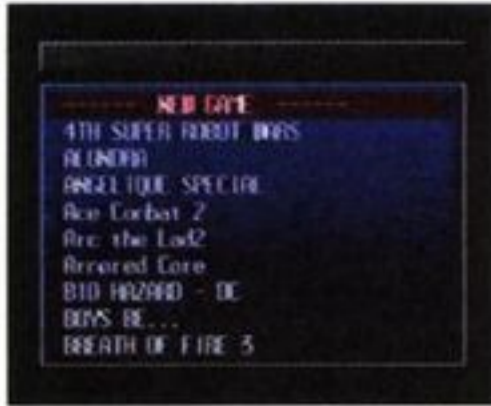 ------ NEW GAME ------
4TH SUPER ROBOT WARS
ALUNDRA
ANGELIQUE SPECIAL
Ace Combat 2
Arc the Lad2
Armored Core
BIO HAZARD - DC
BOYS BE...
BREATH OF FIRE 3